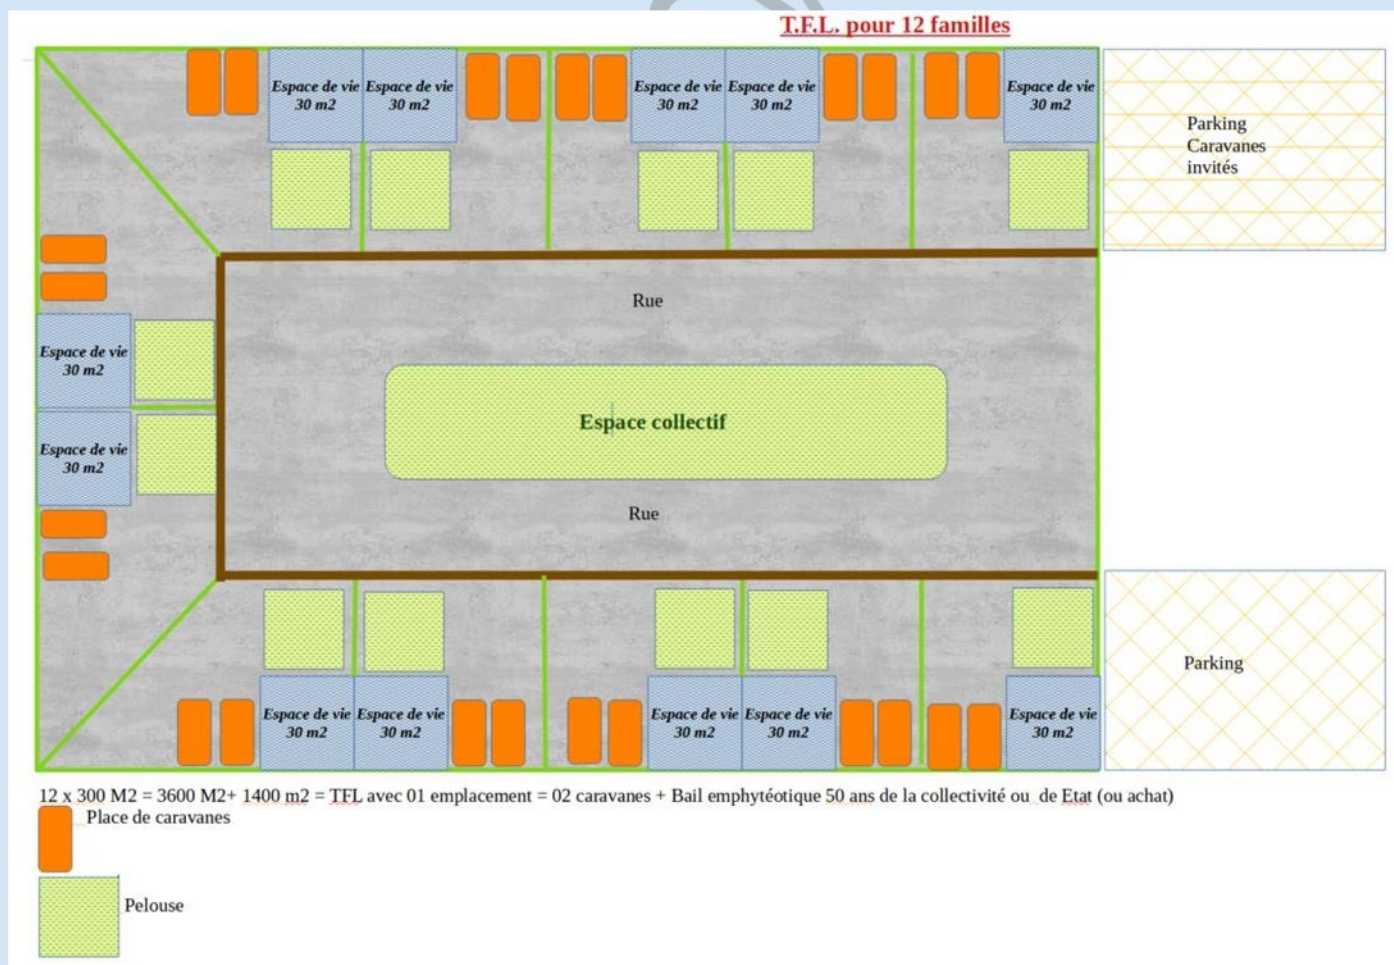 T.F.L. pour 12 familles
Espace de vie
30 m2
Espace de vie
30 m2
Espace de vie
30 m2
Espace de vie
30 m2
Espace de vie
30 m2
Parking
Caravanes
invités
Rue
Espace de vie
30 m2
Espace collectif
Espace de vie
30 m2
Rue
Parking
Espace de vie
30 m2
Espace de vie
30 m2
Espace de vie
30 m2
Espace de vie
30 m2
Espace de vie
30 m2
12 x 300 M2 = 3600 M2+ 1400 m2 = TFL avec 01 emplacement = 02 caravanes + Bail emphytéotique 50 ans de la collectivité ou de Etat (ou achat)
Place de caravanes
Pelouse